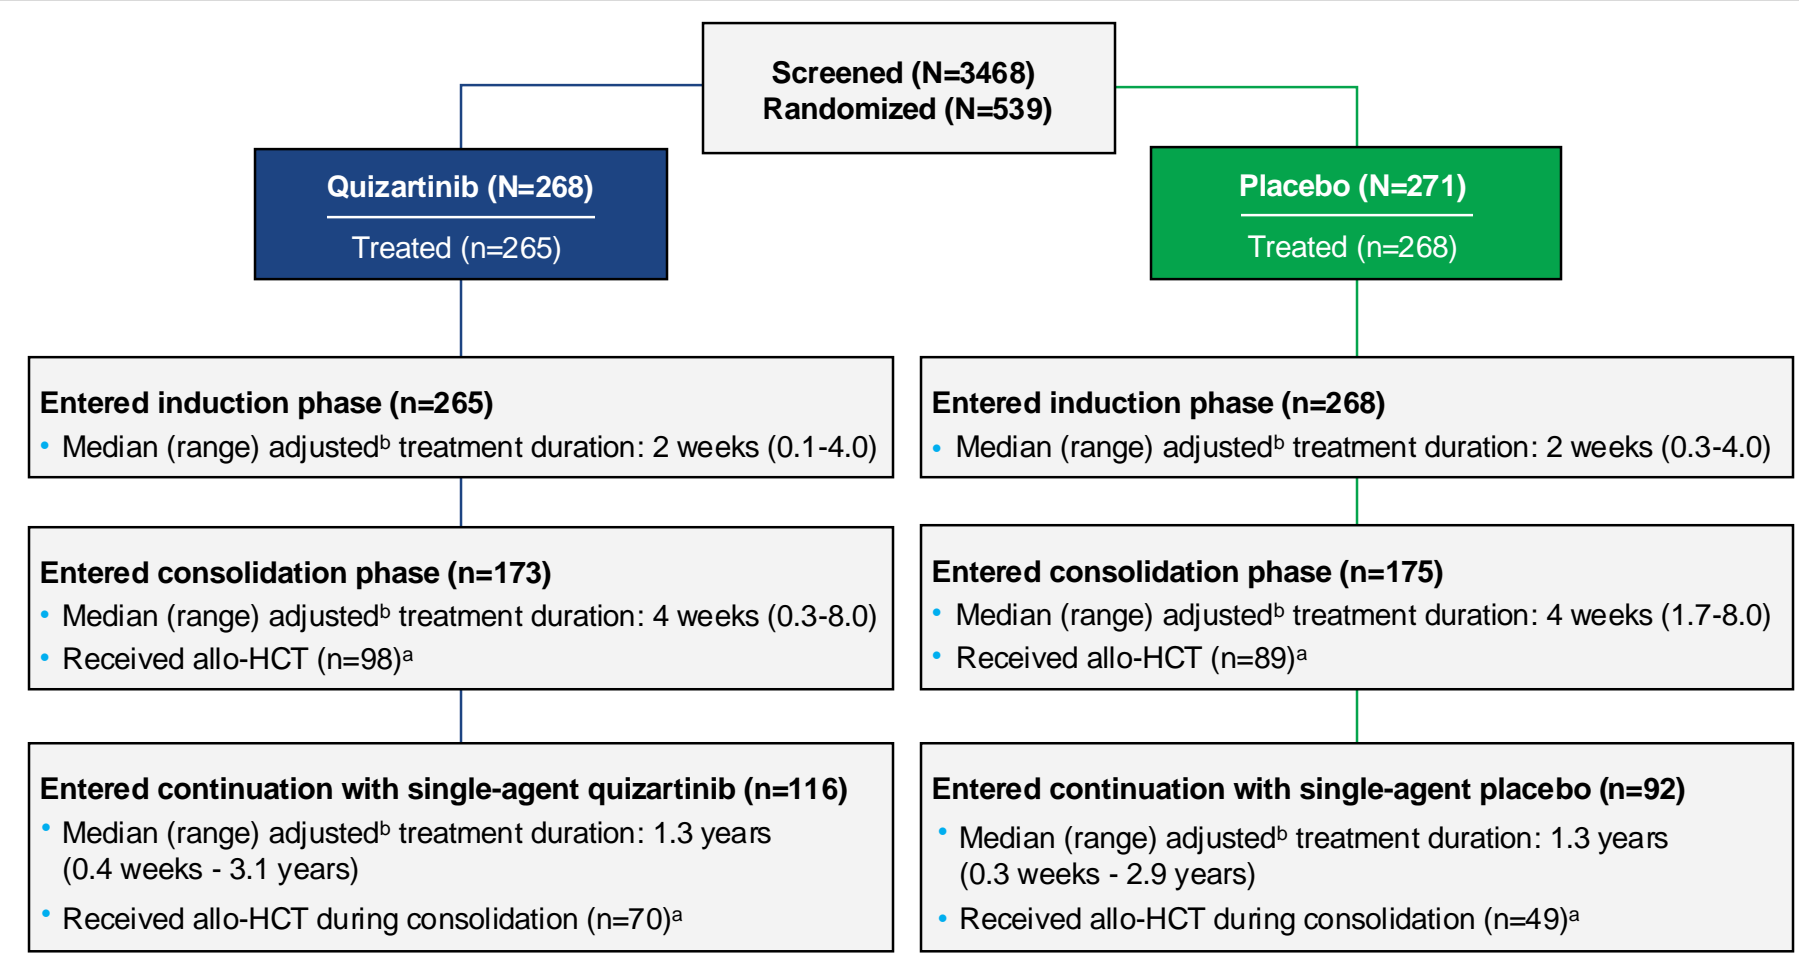 Screened (N=3468)
Randomized (N=539)
Quizartinib (N=268)
Treated (n=265)
Placebo (N=271)
Treated (n=268)
Entered induction phase (n=265)
• Median (range) adjustedᵇ treatment duration: 2 weeks (0.1-4.0)
Entered induction phase (n=268)
• Median (range) adjustedᵇ treatment duration: 2 weeks (0.3-4.0)
Entered consolidation phase (n=173)
• Median (range) adjustedᵇ treatment duration: 4 weeks (0.3-8.0)
• Received allo-HCT (n=98)ᵃ
Entered consolidation phase (n=175)
• Median (range) adjustedᵇ treatment duration: 4 weeks (1.7-8.0)
• Received allo-HCT (n=89)ᵃ
Entered continuation with single-agent quizartinib (n=116)
• Median (range) adjustedᵇ treatment duration: 1.3 years
(0.4 weeks - 3.1 years)
• Received allo-HCT during consolidation (n=70)ᵃ
Entered continuation with single-agent placebo (n=92)
• Median (range) adjustedᵇ treatment duration: 1.3 years
(0.3 weeks - 2.9 years)
• Received allo-HCT during consolidation (n=49)ᵃ